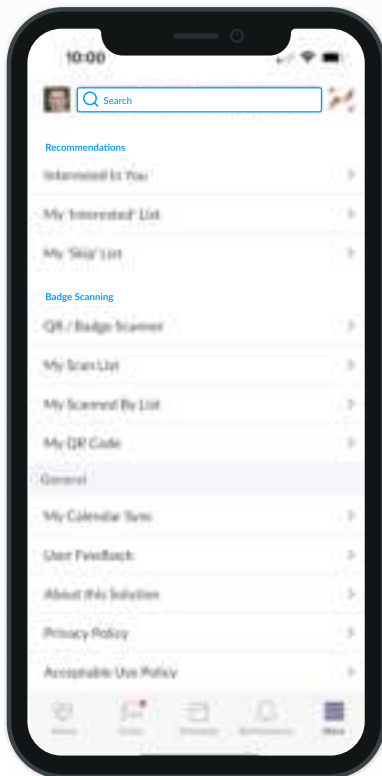 10:00
Search
Recommendations
Interested In You
My 'Interested' List
My 'Skip' List
Badge Scanning
QR / Badge Scanner
My Scan List
My Scanned By List
My QR Code
General
My Calendar Sync
User Feedback
About this Solution
Privacy Policy
Acceptable Use Policy